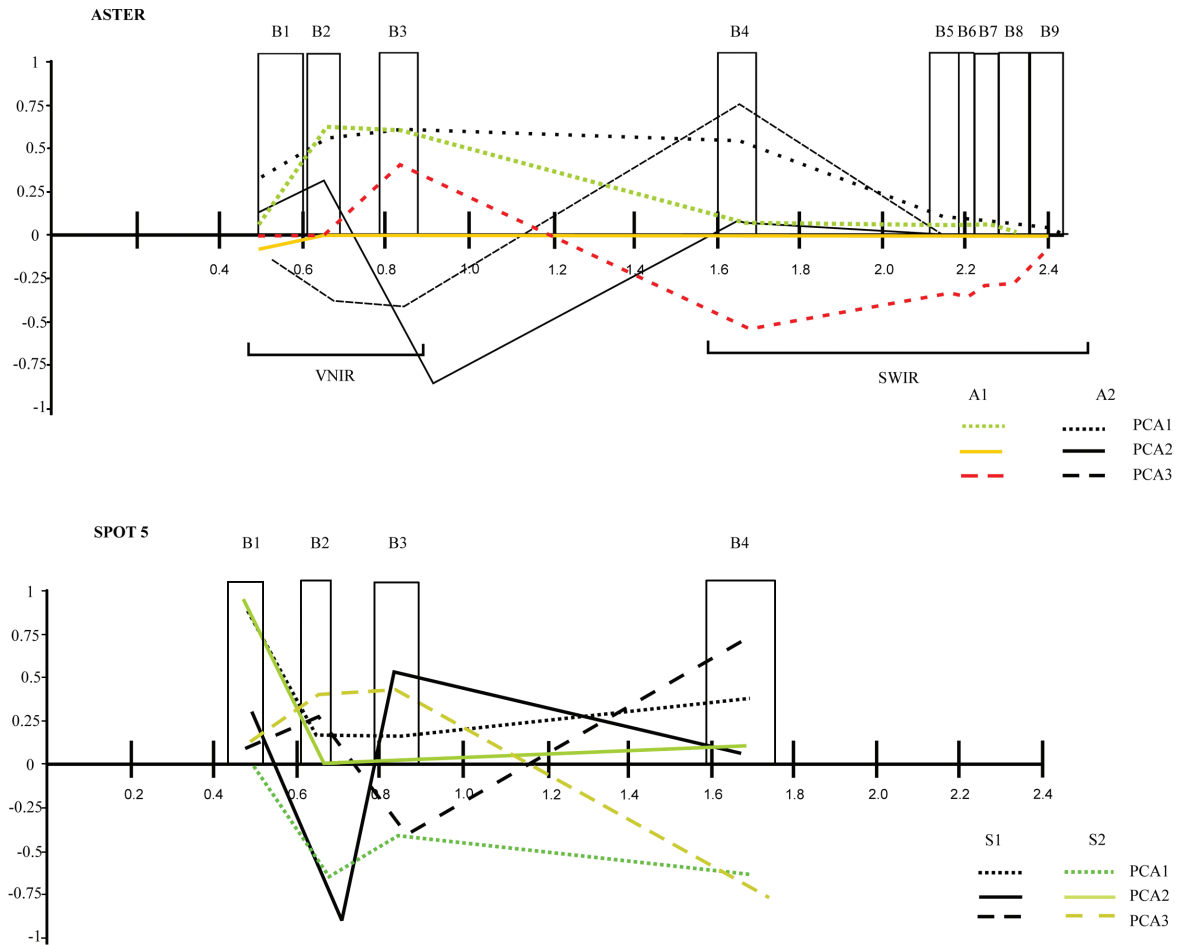 ASTER
B1 B2 B3 B4 B5 B6 B7 B8 B9
1
0.75
0.5
0.25
0
-0.25
-0.5
-0.75
-1
0.4 0.6 0.8 1.0 1.2 1.4 1.6 1.8 2.0 2.2 2.4
VNIR SWIR
A1 A2
PCA1
PCA2
PCA3
SPOT 5
B1 B2 B3 B4
1
0.75
0.5
0.25
0
-0.25
-0.5
-0.75
-1
0.2 0.4 0.6 0.8 1.0 1.2 1.4 1.6 1.8 2.0 2.2 2.4
S1 S2
PCA1
PCA2
PCA3